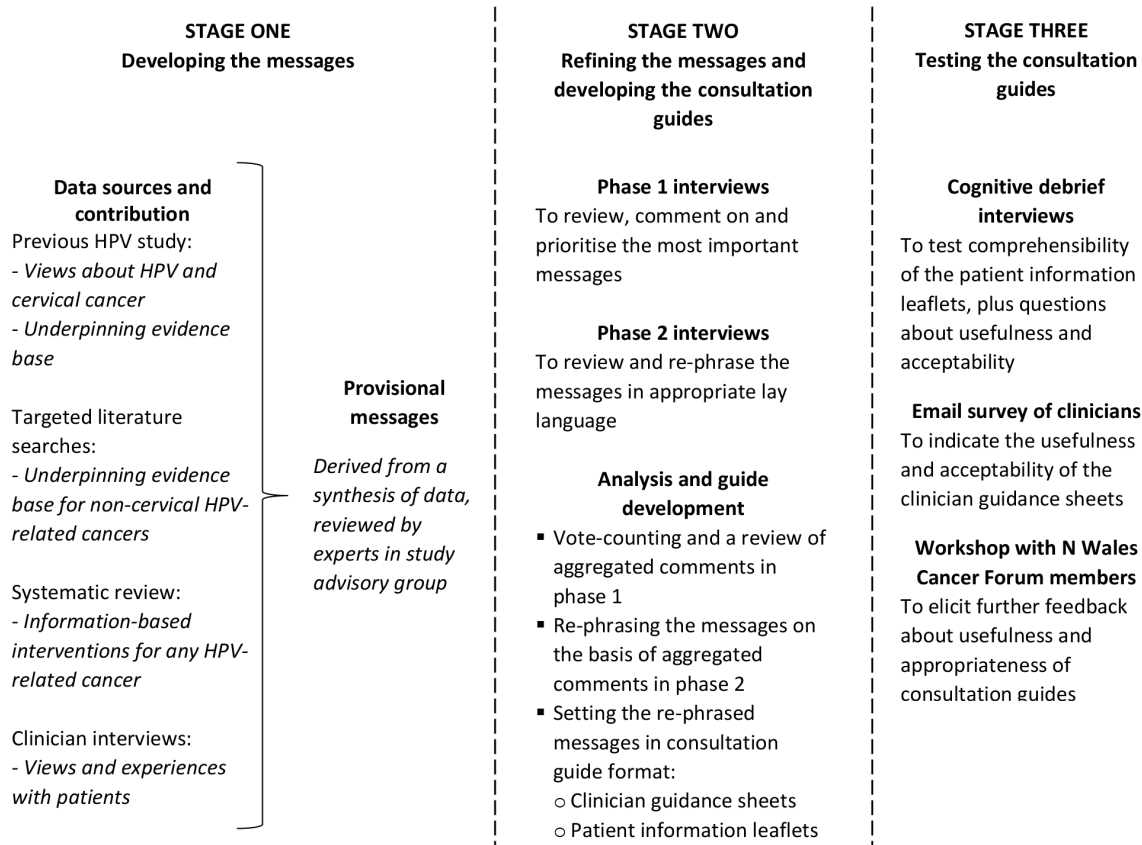 STAGE ONE
Developing the messages
Data sources and
contribution
Previous HPV study:
- Views about HPV and
cervical cancer
- Underpinning evidence
base
Targeted literature
searches:
- Underpinning evidence
base for non-cervical HPV-
related cancers
Systematic review:
- Information-based
interventions for any HPV-
related cancer
Clinician interviews:
- Views and experiences
with patients
Provisional
messages
Derived from a
synthesis of data,
reviewed by
experts in study
advisory group
STAGE TWO
Refining the messages and
developing the consultation
guides
Phase 1 interviews
To review, comment on and
prioritise the most important
messages
Phase 2 interviews
To review and re-phrase the
messages in appropriate lay
language
Analysis and guide
development
▪ Vote-counting and a review of
aggregated comments in
phase 1
▪ Re-phrasing the messages on
the basis of aggregated
comments in phase 2
▪ Setting the re-phrased
messages in consultation
guide format:
o Clinician guidance sheets
o Patient information leaflets
STAGE THREE
Testing the consultation
guides
Cognitive debrief
interviews
To test comprehensibility
of the patient information
leaflets, plus questions
about usefulness and
acceptability
Email survey of clinicians
To indicate the usefulness
and acceptability of the
clinician guidance sheets
Workshop with N Wales
Cancer Forum members
To elicit further feedback
about usefulness and
appropriateness of
consultation guides